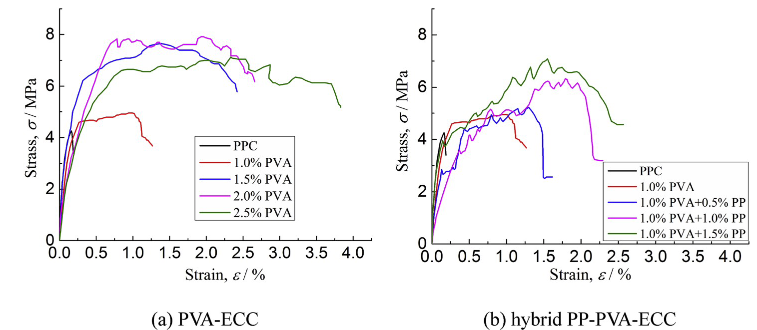 (a)
8
6
4
2
0
Strass, σ / MPa
0.0 0.5 1.0 1.5 2.0 2.5 3.0 3.5 4.0
Strain, ε / %
PPC
1.0% PVA
1.5% PVA
2.0% PVA
2.5% PVA
(a) PVA-ECC
(b)
8
6
4
2
0
Strass, σ / MPa
0.0 0.5 1.0 1.5 2.0 2.5 3.0 3.5 4.0
Strain, ε / %
PPC
1.0% PVA
1.0% PVA+0.5% PP
1.0% PVA+1.0% PP
1.0% PVA+1.5% PP
(b) hybrid PP-PVA-ECC